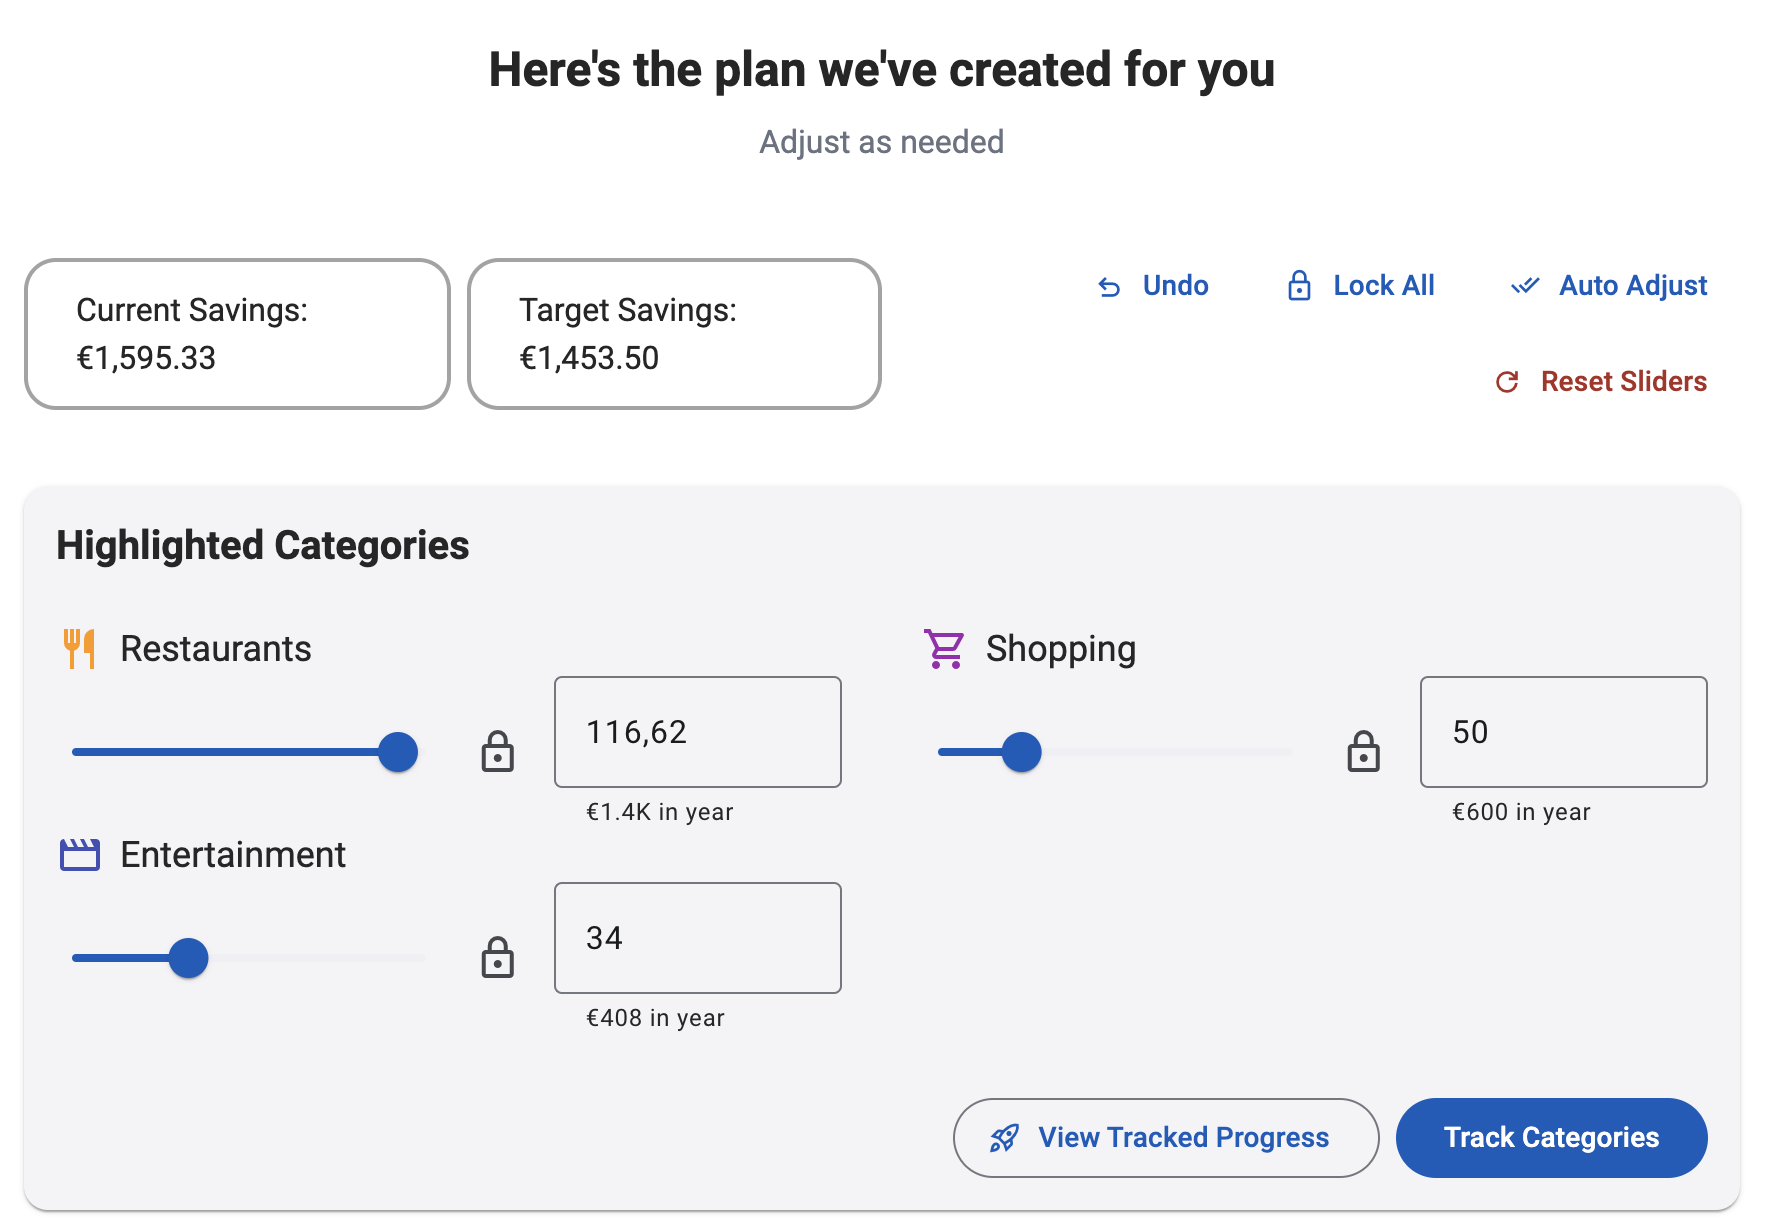 Here's the plan we've created for you
Adjust as needed
Current Savings:
€1,595.33
Target Savings:
€1,453.50
Undo
Lock All
Auto Adjust
Reset Sliders
Highlighted Categories
Restaurants
116,62
€1.4K in year
Shopping
50
€600 in year
Entertainment
34
€408 in year
View Tracked Progress
Track Categories